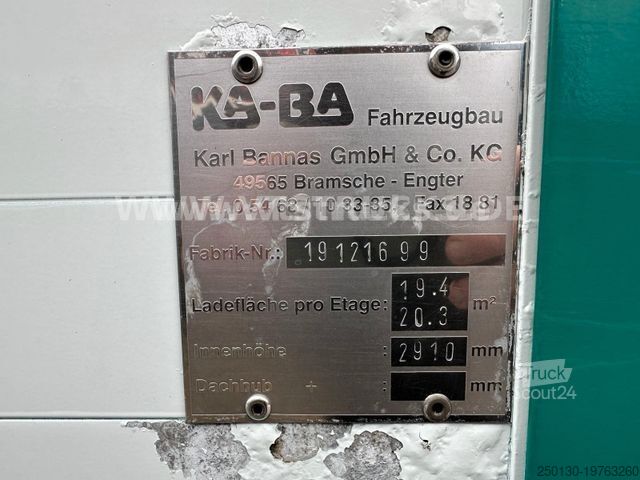 KA-BA Fahrzeugbau
Karl Bannas GmbH & Co. KG
49565 Bramsche - Engter
Fax 18 81
Fabrik-Nr.: 19121699
Ladefläche pro Etage: 19.4 m²
20.3
Innenhöhe : 2910 mm
Dachhub + : mm
Truck
Scout24
250130-19763260